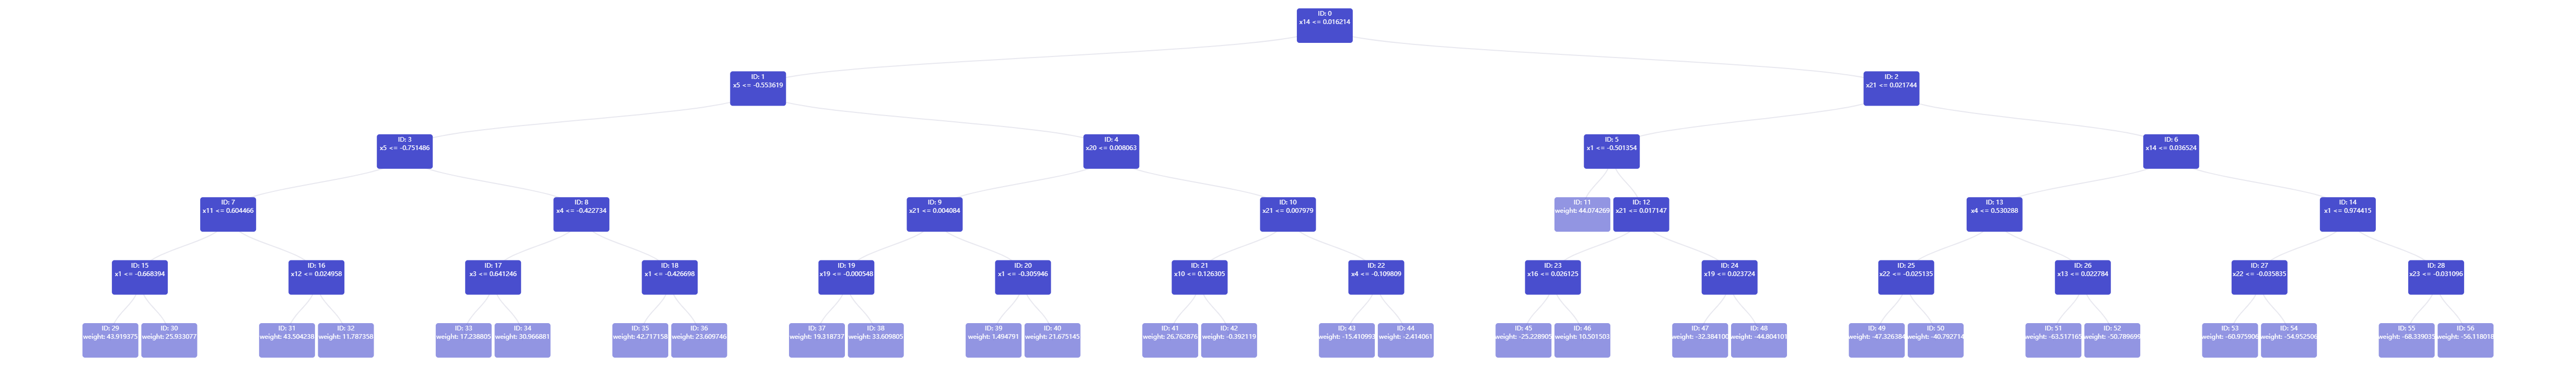 ID: 0
x14 <= 0.016214
ID: 1
x5 <= -0.553619
ID: 2
x21 <= 0.021744
ID: 3
x5 <= -0.751486
ID: 4
x20 <= 0.008063
ID: 5
x1 <= -0.501354
ID: 6
x14 <= 0.036524
ID: 7
x11 <= 0.604466
ID: 8
x4 <= -0.422734
ID: 9
x21 <= 0.004084
ID: 10
x21 <= 0.007979
ID: 11
weight: 44.074269
ID: 12
x21 <= 0.017147
ID: 13
x4 <= 0.530288
ID: 14
x1 <= 0.974415
ID: 15
x1 <= -0.668394
ID: 16
x12 <= 0.024958
ID: 17
x3 <= 0.641246
ID: 18
x1 <= -0.426698
ID: 19
x19 <= -0.000548
ID: 20
x1 <= -0.305946
ID: 21
x10 <= 0.126305
ID: 22
x4 <= -0.109809
ID: 23
x16 <= 0.026125
ID: 24
x19 <= 0.023724
ID: 25
x22 <= -0.025135
ID: 26
x13 <= 0.022784
ID: 27
x22 <= -0.035835
ID: 28
x23 <= -0.031096
ID: 29
weight: 43.919375
ID: 30
weight: 25.933077
ID: 31
weight: 43.504238
ID: 32
weight: 11.787358
ID: 33
weight: 17.238805
ID: 34
weight: 30.966881
ID: 35
weight: 42.717158
ID: 36
weight: 23.609746
ID: 37
weight: 19.318737
ID: 38
weight: 33.609805
ID: 39
weight: 1.494791
ID: 40
weight: 21.675145
ID: 41
weight: 26.762876
ID: 42
weight: -0.392119
ID: 43
weight: -15.410993
ID: 44
weight: -2.414061
ID: 45
weight: -25.228905
ID: 46
weight: 10.501503
ID: 47
weight: -32.384100
ID: 48
weight: -44.804101
ID: 49
weight: -47.326384
ID: 50
weight: -40.792714
ID: 51
weight: -63.517165
ID: 52
weight: -50.789699
ID: 53
weight: -60.975906
ID: 54
weight: -54.952506
ID: 55
weight: -68.339035
ID: 56
weight: -56.118018